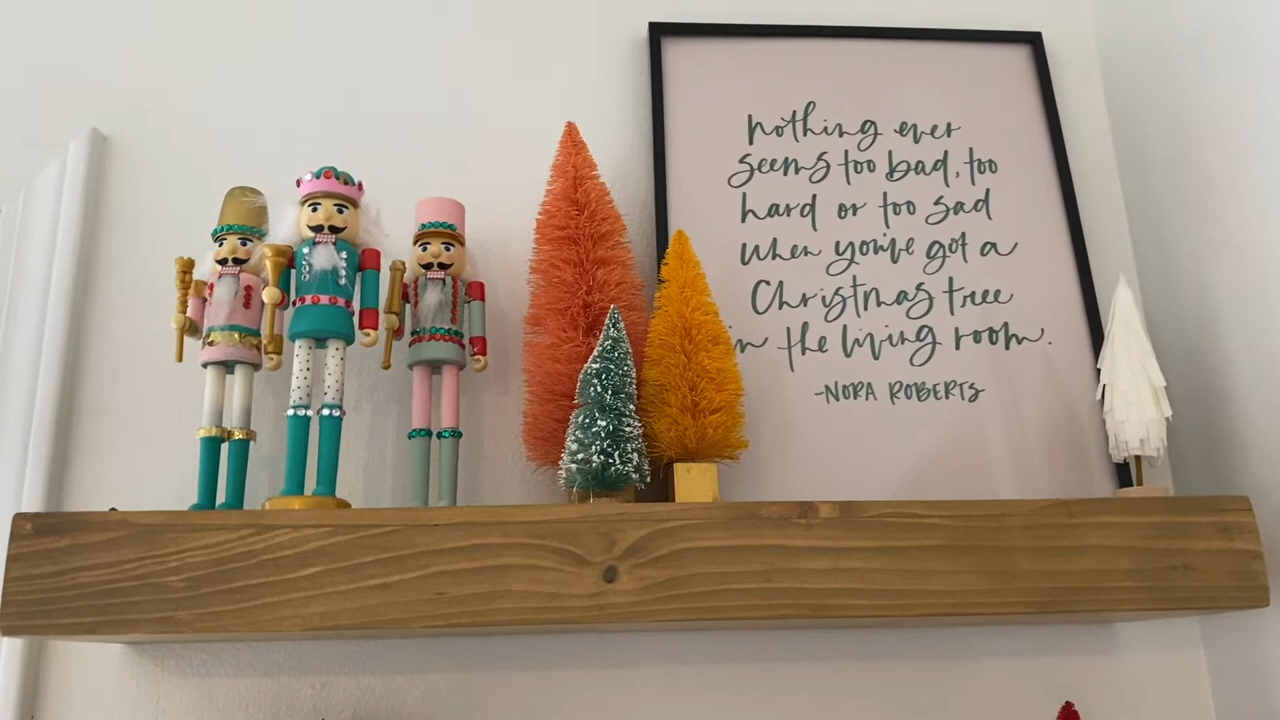 nothing ever
seems too bad, too
hard or too sad
when you've got a
Christmas tree
in the living room.
-NORA ROBERTS